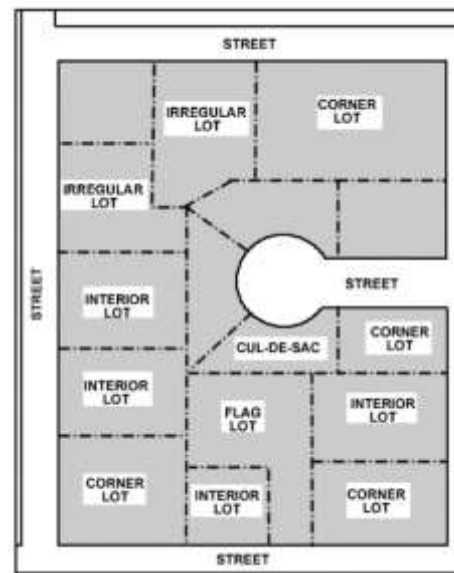 STREET
IRREGULAR
LOT
CORNER
LOT
IRREGULAR
LOT
STREET
INTERIOR
LOT
STREET
CUL-DE-SAC
CORNER
LOT
INTERIOR
LOT
FLAG
LOT
INTERIOR
LOT
CORNER
LOT
INTERIOR
LOT
CORNER
LOT
STREET